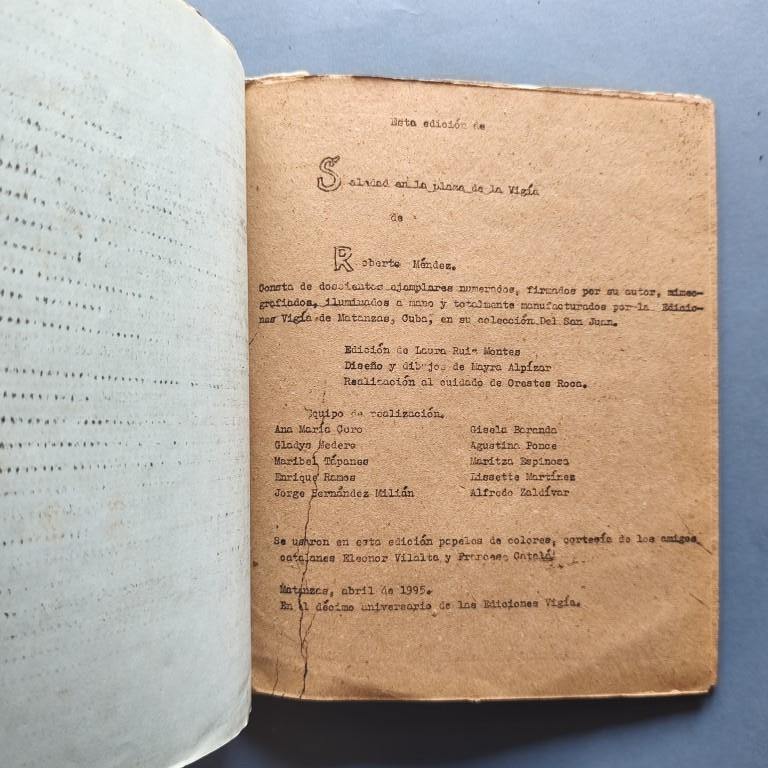 Esta edición de
Soledad en la plaza de la Vigía
de
Roberto Méndez.
Consta de doscientos ejemplares numerados, firmados por su autor, mimeo-
grafiados, iluminados a mano y totalmente manufacturados por la Edicio-
nes Vigía de Matanzas, Cuba, en su colección Del San Juan.
Edición de Laura Ruiz Montes
Diseño y dibujos de Mayra Alpízar
Realización al cuidado de Orestes Roca.
Equipo de realización.
Ana María Coro
Gladys Medero
Maribel Tápanes
Enrique Ramos
Jorge Hernández Milián
Gisela Baranda
Agustina Ponce
Maritza Espinosa
Lissette Martínez
Alfredo Zaldívar
Se usaron en esta edición papeles de colores, cortesía de los amigos
catalanes Eleonor Vilalta y Francesc Catalá
Matanzas, abril de 1995.
En el décimo aniversario de las Ediciones Vigía.